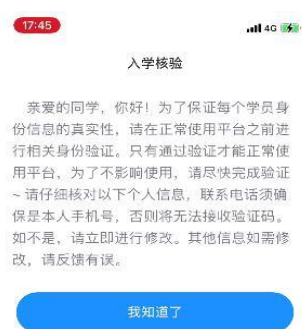 17:45
4G
入学核验
亲爱的同学，你好！为了保证每个学员身
份信息的真实性，请在正常使用平台之前进
行相关身份验证。只有通过验证才能正常使
用平台，为了不影响使用，请尽快完成验证
~请仔细核对以下个人信息，联系电话须确
保是本人手机号，否则将无法接收验证码。
如不是，请立即进行修改。其他信息如需修
改，请反馈有误。
我知道了